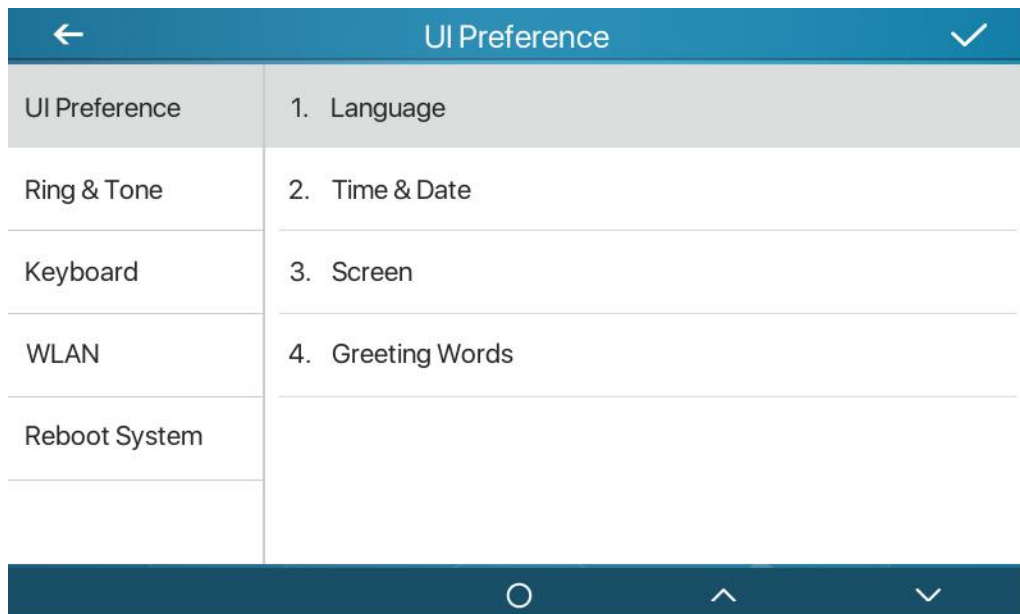 UI Preference
UI Preference
Ring & Tone
Keyboard
WLAN
Reboot System
1. Language
2. Time & Date
3. Screen
4. Greeting Words